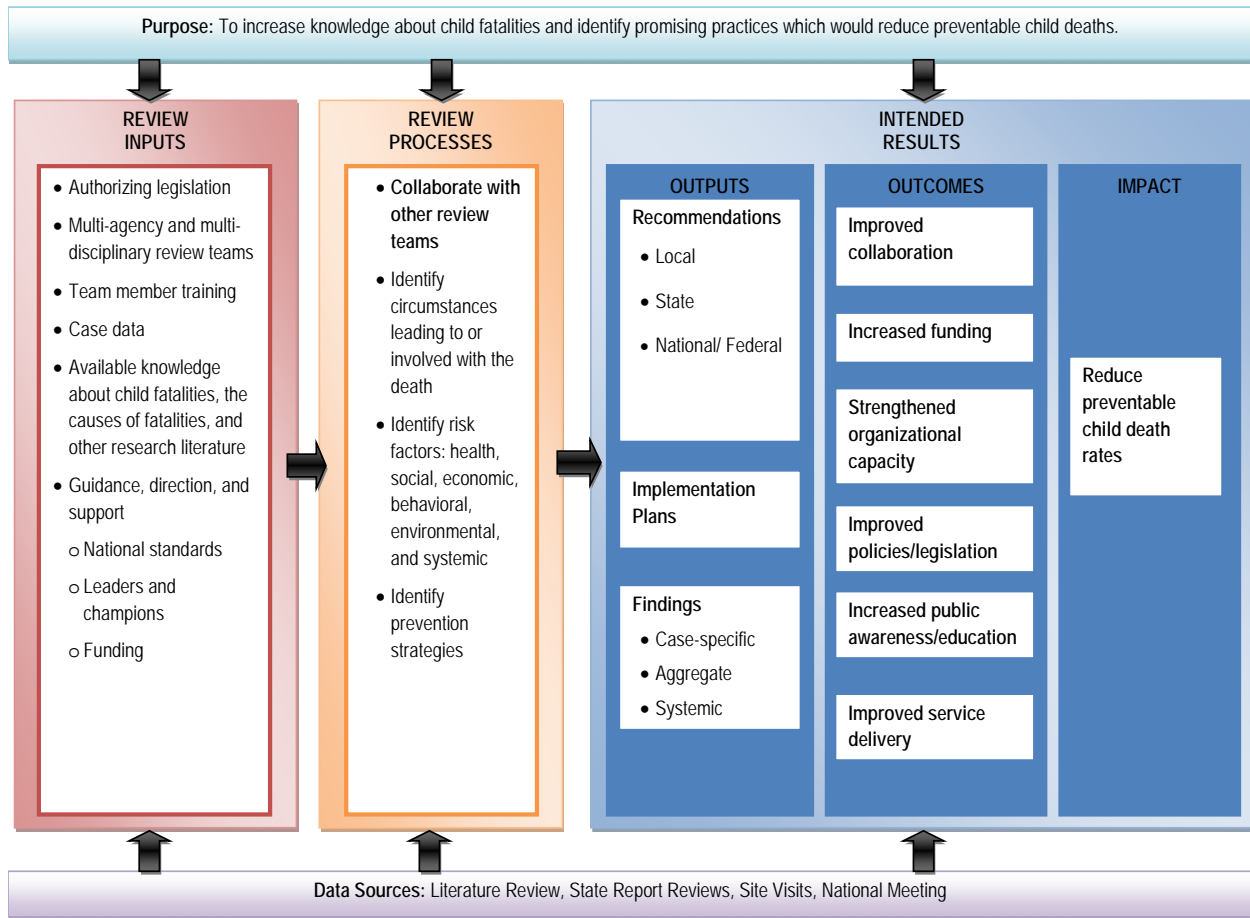 Purpose: To increase knowledge about child fatalities and identify promising practices which would reduce preventable child deaths.
REVIEW
INPUTS
• Authorizing legislation
• Multi-agency and multi-
disciplinary review teams
• Team member training
• Case data
• Available knowledge
about child fatalities, the
causes of fatalities, and
other research literature
• Guidance, direction, and
support
o National standards
o Leaders and
champions
o Funding
REVIEW
PROCESSES
• Collaborate with
other review
teams
• Identify
circumstances
leading to or
involved with the
death
• Identify risk
factors: health,
social, economic,
behavioral,
environmental,
and systemic
• Identify
prevention
strategies
INTENDED
RESULTS
OUTPUTS
Recommendations
• Local
• State
• National/ Federal
Implementation
Plans
Findings
• Case-specific
• Aggregate
• Systemic
OUTCOMES
Improved
collaboration
Increased funding
Strengthened
organizational
capacity
Improved
policies/legislation
Increased public
awareness/education
Improved service
delivery
IMPACT
Reduce
preventable
child death
rates
Data Sources: Literature Review, State Report Reviews, Site Visits, National Meeting